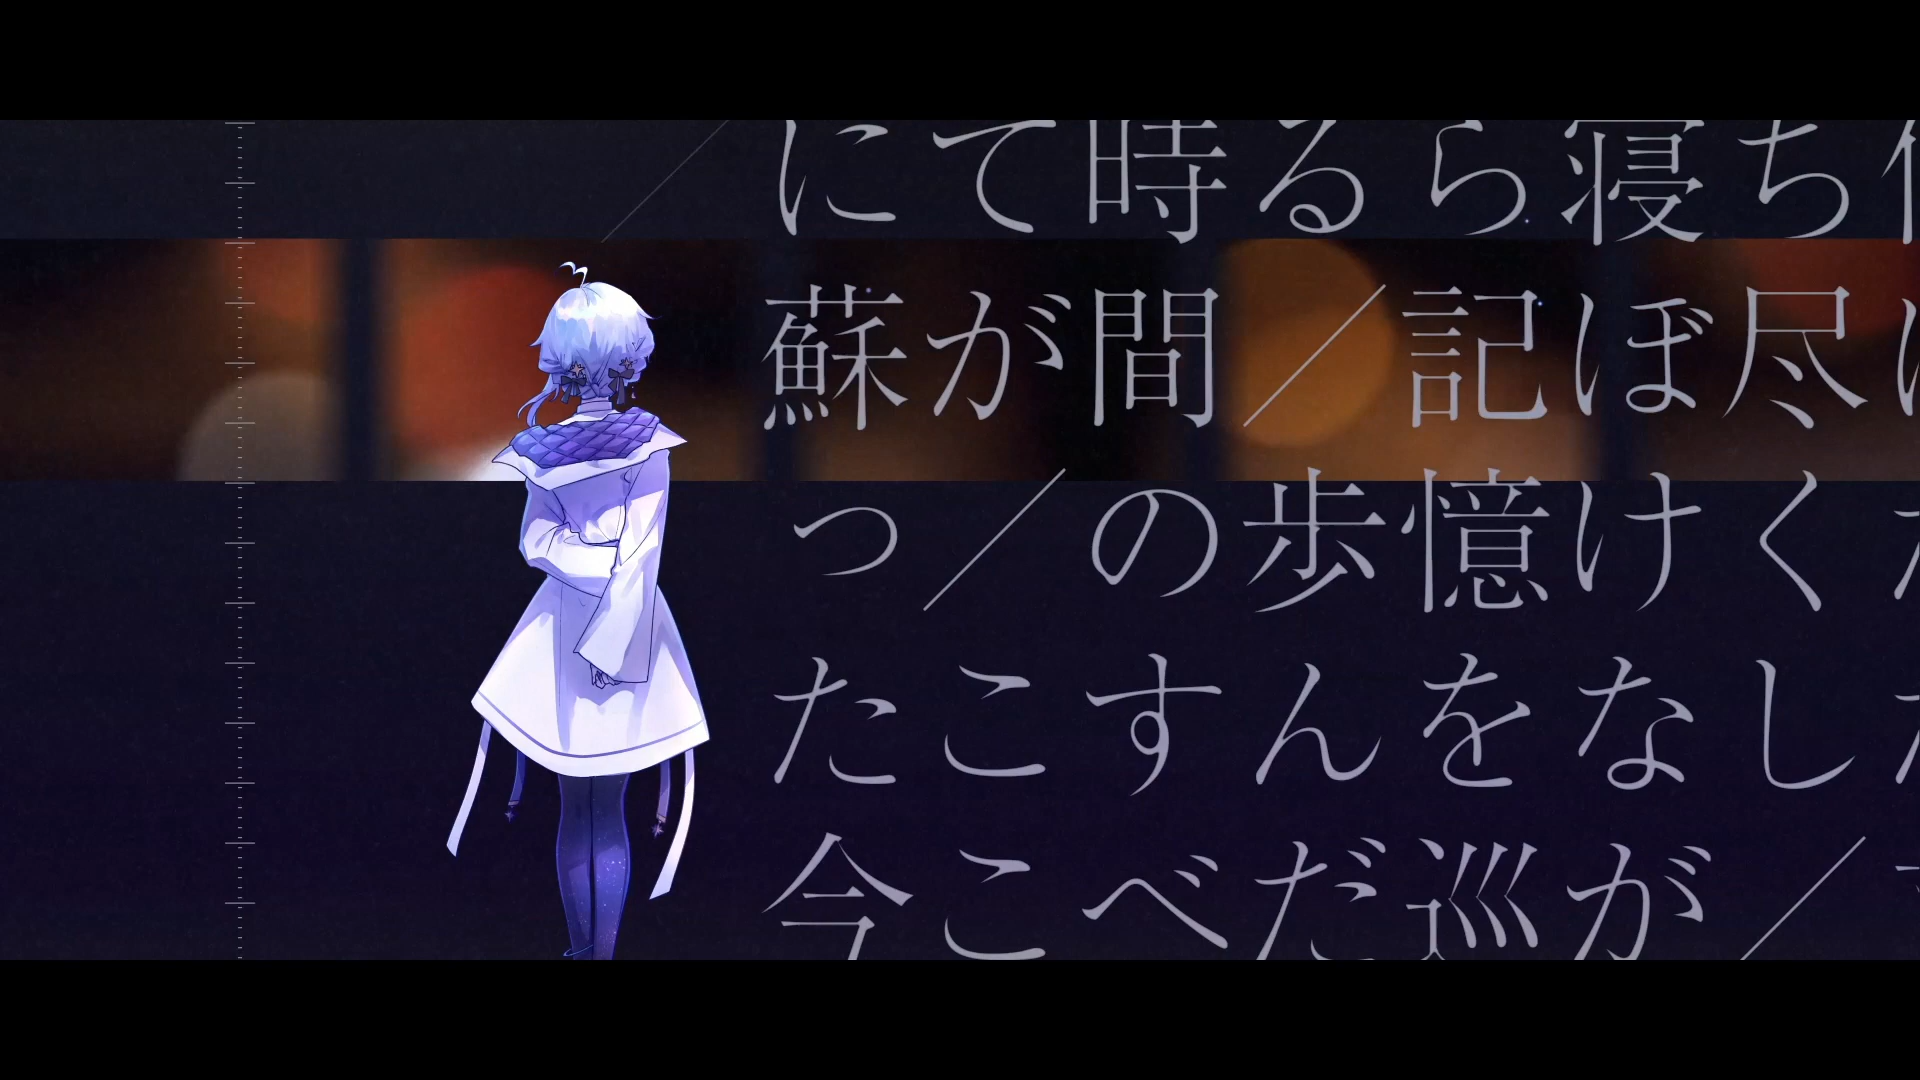 ち尽くし／
寝ぼけなが
ら記憶を巡
る／歩んだ
時間のすべ
てが／ここ
に蘇った今